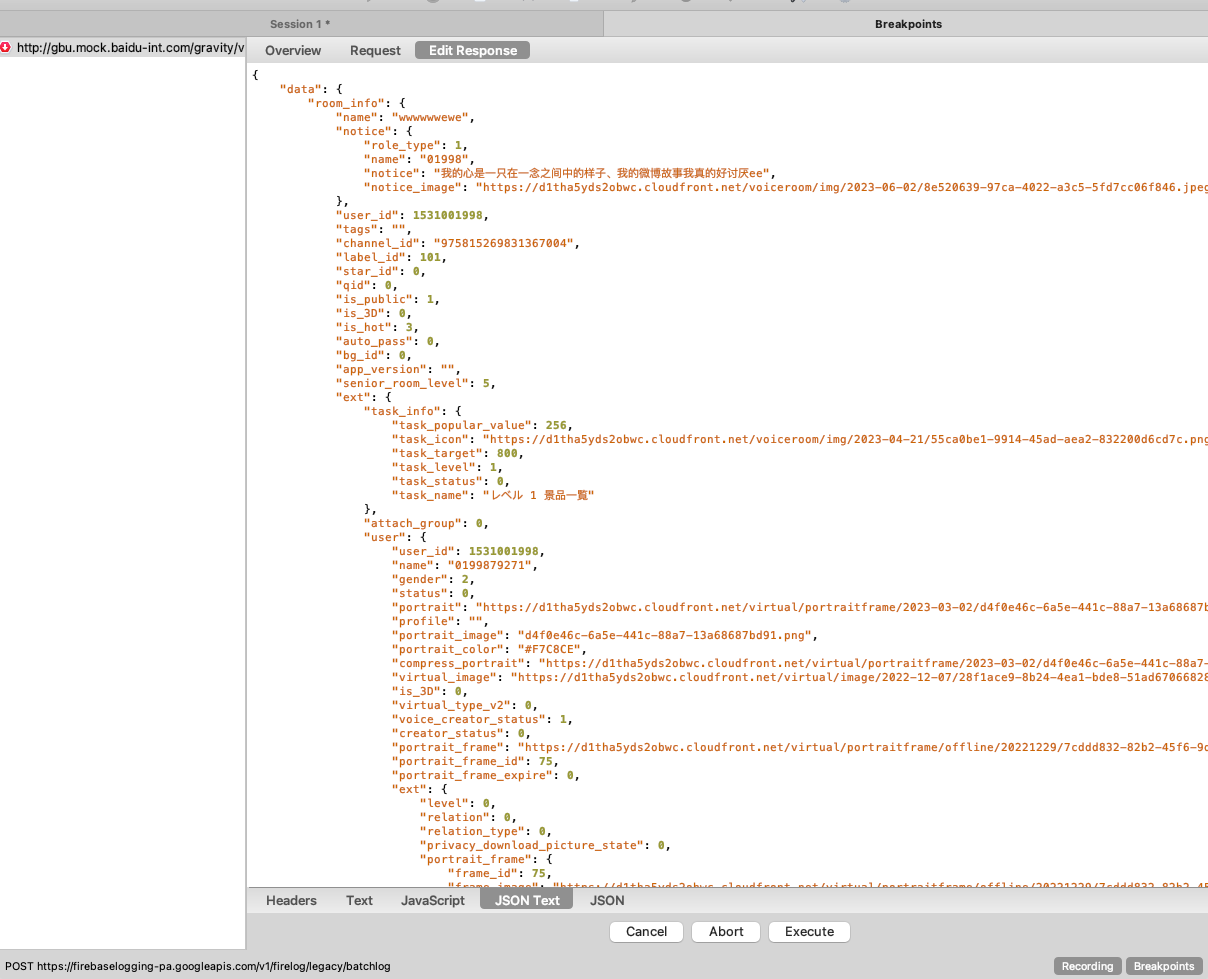 Session 1 *
Breakpoints
http://gbu.mock.baidu-int.com/gravity/v
Overview Request Edit Response
{
"data": {
"room_info": {
"name": "wwwwwwewe",
"notice": {
"role_type": 1,
"name": "01998",
"notice": "我的心是一只在一念之间中的样子、我的微博故事我真的好讨厌ee",
"notice_image": "https://d1tha5yds2obwc.cloudfront.net/voiceroom/img/2023-06-02/8e520639-97ca-4022-a3c5-5fd7cc06f846.jpeg
},
"user_id": 1531001998,
"tags": "",
"channel_id": "975815269831367004",
"label_id": 101,
"star_id": 0,
"qid": 0,
"is_public": 1,
"is_3D": 0,
"is_hot": 3,
"auto_pass": 0,
"bg_id": 0,
"app_version": "",
"senior_room_level": 5,
"ext": {
"task_info": {
"task_popular_value": 256,
"task_icon": "https://d1tha5yds2obwc.cloudfront.net/voiceroom/img/2023-04-21/55ca0be1-9914-45ad-aea2-832200d6cd7c.png
"task_target": 800,
"task_level": 1,
"task_status": 0,
"task_name": "レベル 1 景品一覧"
},
"attach_group": 0,
"user": {
"user_id": 1531001998,
"name": "0199879271",
"gender": 2,
"status": 0,
"portrait": "https://d1tha5yds2obwc.cloudfront.net/virtual/portraitframe/2023-03-02/d4f0e46c-6a5e-441c-88a7-13a68687b
"profile": "",
"portrait_image": "d4f0e46c-6a5e-441c-88a7-13a68687bd91.png",
"portrait_color": "#F7C8CE",
"compress_portrait": "https://d1tha5yds2obwc.cloudfront.net/virtual/portraitframe/2023-03-02/d4f0e46c-6a5e-441c-88a7-
"virtual_image": "https://d1tha5yds2obwc.cloudfront.net/virtual/image/2022-12-07/28f1ace9-8b24-4ea1-bde8-51ad67066828
"is_3D": 0,
"virtual_type_v2": 0,
"voice_creator_status": 1,
"creator_status": 0,
"portrait_frame": "https://d1tha5yds2obwc.cloudfront.net/virtual/portraitframe/offline/20221229/7cddd832-82b2-45f6-9c
"portrait_frame_id": 75,
"portrait_frame_expire": 0,
"ext": {
"level": 0,
"relation": 0,
"relation_type": 0,
"privacy_download_picture_state": 0,
"portrait_frame": {
"frame_id": 75,
"frame_image": "https://d1tha5yds2obwc.cloudfront.net/virtual/portraitframe/offline/20221229/7cddd832-82b2-45
Headers Text JavaScript JSON Text JSON
Cancel Abort Execute
POST https://firebaselogging-pa.googleapis.com/v1/firelog/legacy/batchlog
Recording Breakpoints